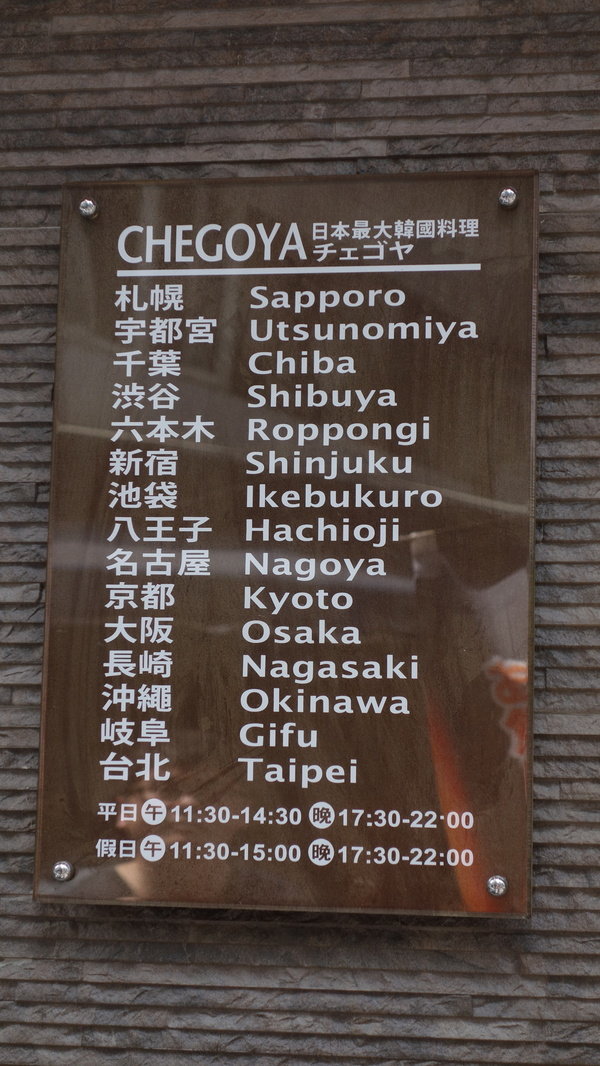 CHEGOYA 日本最大韓國料理
チェゴヤ
札幌 Sapporo
宇都宮 Utsunomiya
千葉 Chiba
渋谷 Shibuya
六本木 Roppongi
新宿 Shinjuku
池袋 Ikebukuro
八王子 Hachioji
名古屋 Nagoya
京都 Kyoto
大阪 Osaka
長崎 Nagasaki
沖繩 Okinawa
岐阜 Gifu
台北 Taipei
平日 午 11:30-14:30 晚 17:30-22:00
假日 午 11:30-15:00 晚 17:30-22:00